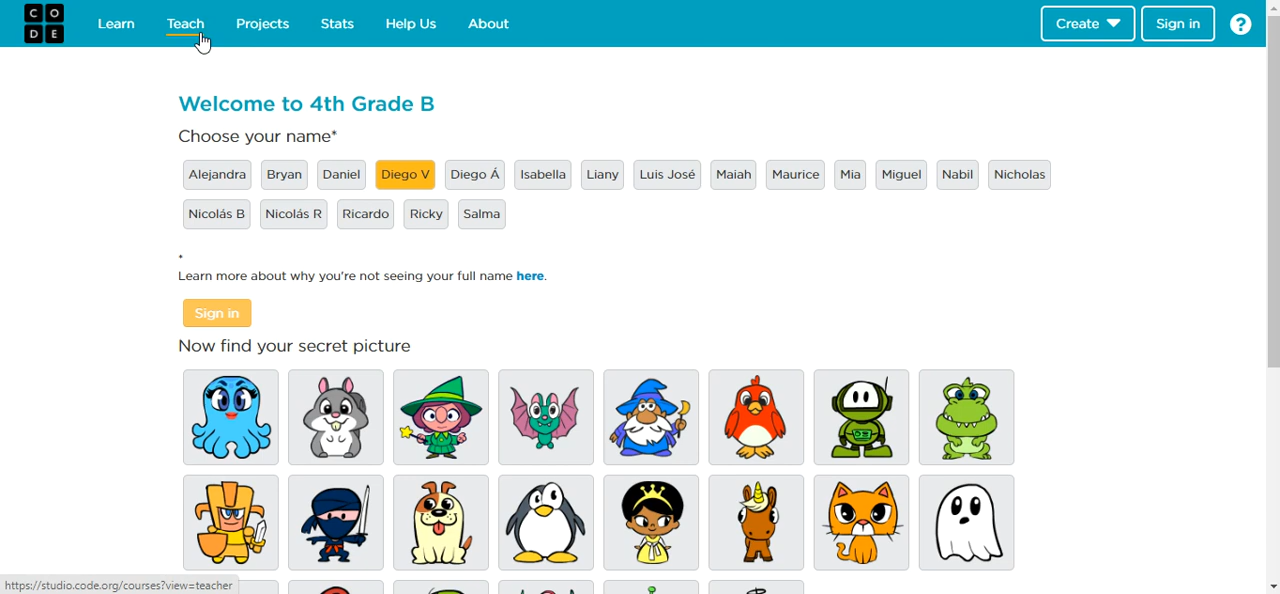 CO
DE
Learn Teach Projects Stats Help Us About Create Sign in ?
Welcome to 4th Grade B
Choose your name*
Alejandra Bryan Daniel Diego V Diego Á Isabella Liany Luis José Maiah Maurice Mia Miguel Nabil Nicholas
Nicolás B Nicolás R Ricardo Ricky Salma
*
Learn more about why you're not seeing your full name here.
Sign in
Now find your secret picture
https://studio.code.org/courses?view=teacher